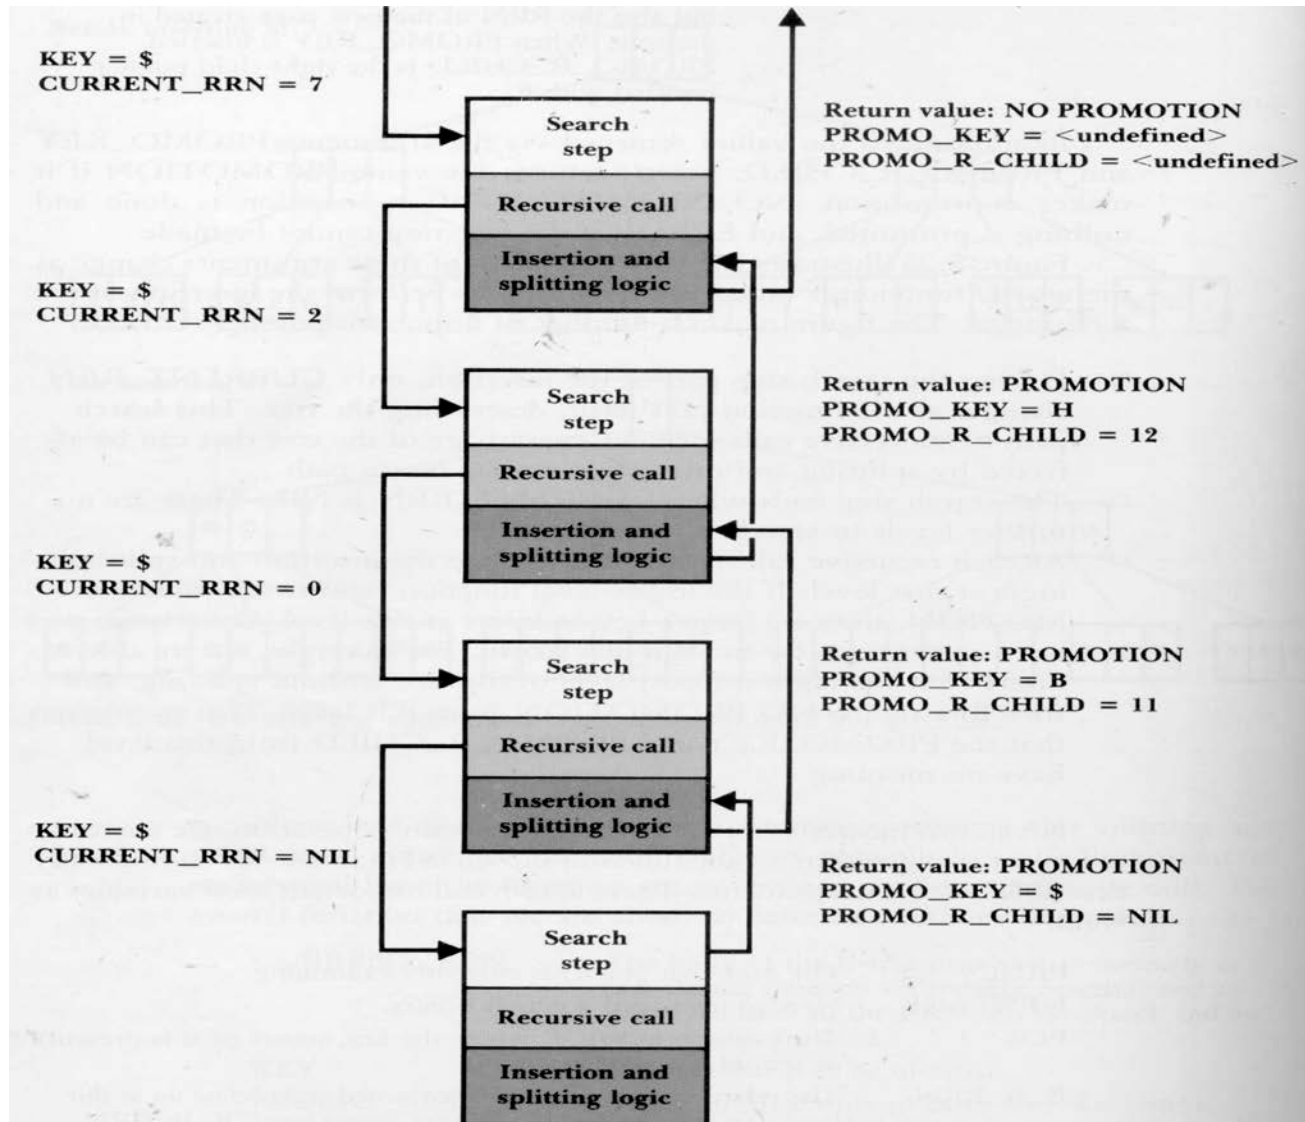 KEY = $
CURRENT_RRN = 7
Search
step
Return value: NO PROMOTION
PROMO_KEY = <undefined>
PROMO_R_CHILD = <undefined>
Recursive call
Insertion and
splitting logic
KEY = $
CURRENT_RRN = 2
Search
step
Return value: PROMOTION
PROMO_KEY = H
PROMO_R_CHILD = 12
Recursive call
Insertion and
splitting logic
KEY = $
CURRENT_RRN = 0
Search
step
Return value: PROMOTION
PROMO_KEY = B
PROMO_R_CHILD = 11
Recursive call
Insertion and
splitting logic
KEY = $
CURRENT_RRN = NIL
Search
step
Return value: PROMOTION
PROMO_KEY = $
PROMO_R_CHILD = NIL
Recursive call
Insertion and
splitting logic